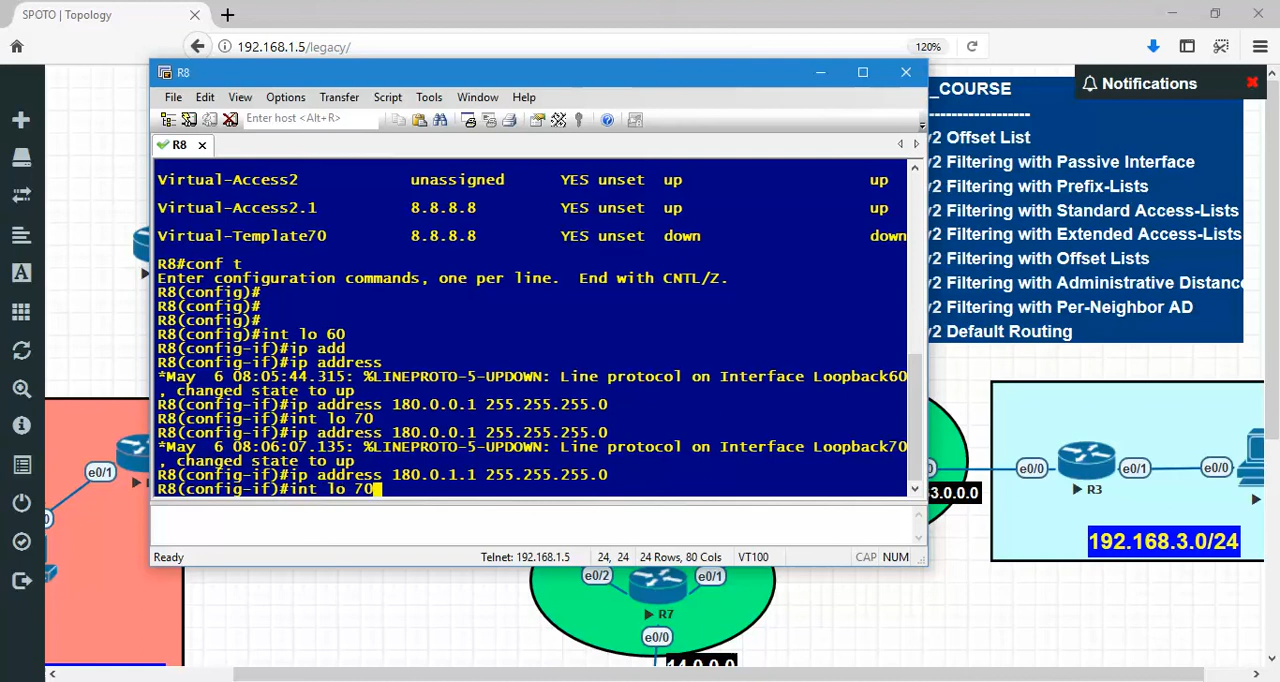 SPOTO | Topology
192.168.1.5/legacy/
120%
R8
File Edit View Options Transfer Script Tools Window Help
Enter host <Alt+R>
R8
Virtual-Access2 unassigned YES unset up up
Virtual-Access2.1 8.8.8.8 YES unset up up
Virtual-Template70 8.8.8.8 YES unset down down
R8#conf t
Enter configuration commands, one per line. End with CNTL/Z.
R8(config)#
R8(config)#
R8(config)#
R8(config)#int lo 60
R8(config-if)#ip add
R8(config-if)#ip address
*May 6 08:05:44.315: %LINEPROTO-5-UPDOWN: Line protocol on Interface Loopback60
, changed state to up
R8(config-if)#ip address 180.0.0.1 255.255.255.0
R8(config-if)#int lo 70
R8(config-if)#ip address 180.0.0.1 255.255.255.0
*May 6 08:06:07.135: %LINEPROTO-5-UPDOWN: Line protocol on Interface Loopback70
, changed state to up
R8(config-if)#ip address 180.0.1.1 255.255.255.0
R8(config-if)#int lo 70
Ready Telnet: 192.168.1.5 24, 24 24 Rows, 80 Cols VT100 CAP NUM
Notifications
_COURSE
------------------
v2 Offset List
v2 Filtering with Passive Interface
v2 Filtering with Prefix-Lists
v2 Filtering with Standard Access-Lists
v2 Filtering with Extended Access-Lists
v2 Filtering with Offset Lists
v2 Filtering with Administrative Distance
v2 Filtering with Per-Neighbor AD
v2 Default Routing
e0/1
0
R
0
3.0.0.0
e0/0
e0/1
e0/0
R3
192.168.3.0/24
e0/2
e0/1
R7
e0/0
14.0.0.0